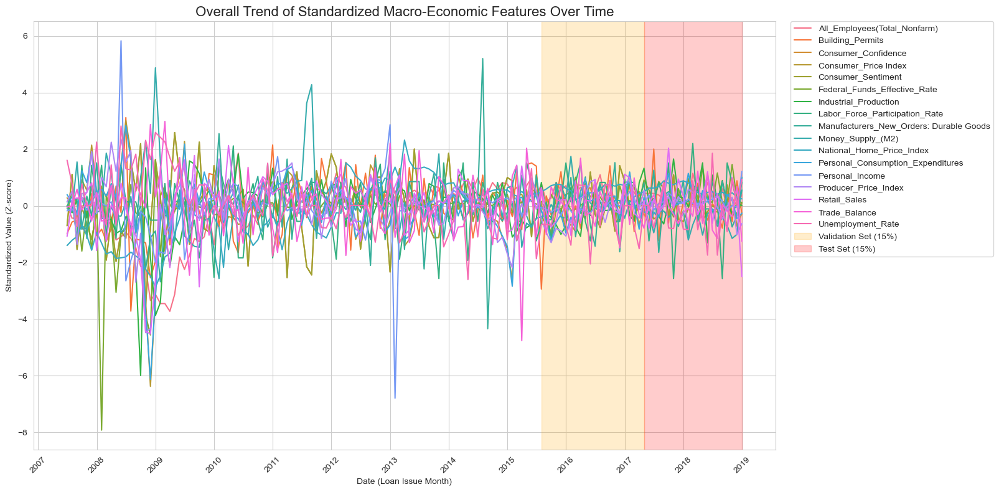 Overall Trend of Standardized Macro-Economic Features Over Time
Standardized Value (Z-score)
6
4
2
0
−2
−4
−6
−8
2007
2008
2009
2010
2011
2012
2013
2014
2015
2016
2017
2018
2019
Date (Loan Issue Month)
All_Employees(Total_Nonfarm)
Building_Permits
Consumer_Confidence
Consumer_Price Index
Consumer_Sentiment
Federal_Funds_Effective_Rate
Industrial_Production
Labor_Force_Participation_Rate
Manufacturers_New_Orders: Durable Goods
Money_Supply_(M2)
National_Home_Price_Index
Personal_Consumption_Expenditures
Personal_Income
Producer_Price_Index
Retail_Sales
Trade_Balance
Unemployment_Rate
Validation Set (15%)
Test Set (15%)